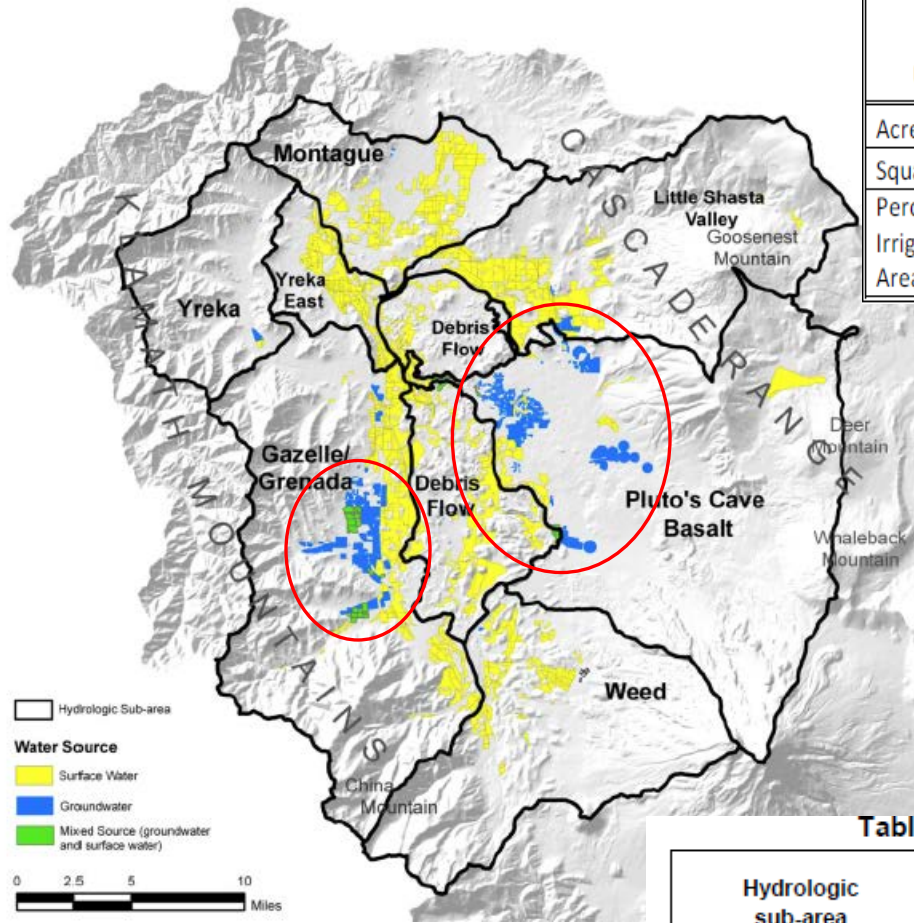 Acre
Squa
Perc
Irrig
Area
Montague
CASCADE RANGE
Little Shasta
Valley
Goosenest
Mountain
Yreka
East
Yreka
KLAMATH MOUNTAINS
Debris
Flow
Deer
Mountain
Gazelle/
Grenada
Debris
Flow
Pluto's Cave
Basalt
Whaleback
Mountain
Weed
China
Mountain
Hydrologic Sub-area
Water Source
Surface Water
Groundwater
Mixed Source (groundwater
and surface water)
0 2.5 5 10
Miles
Tabl
Hydrologic
sub-area